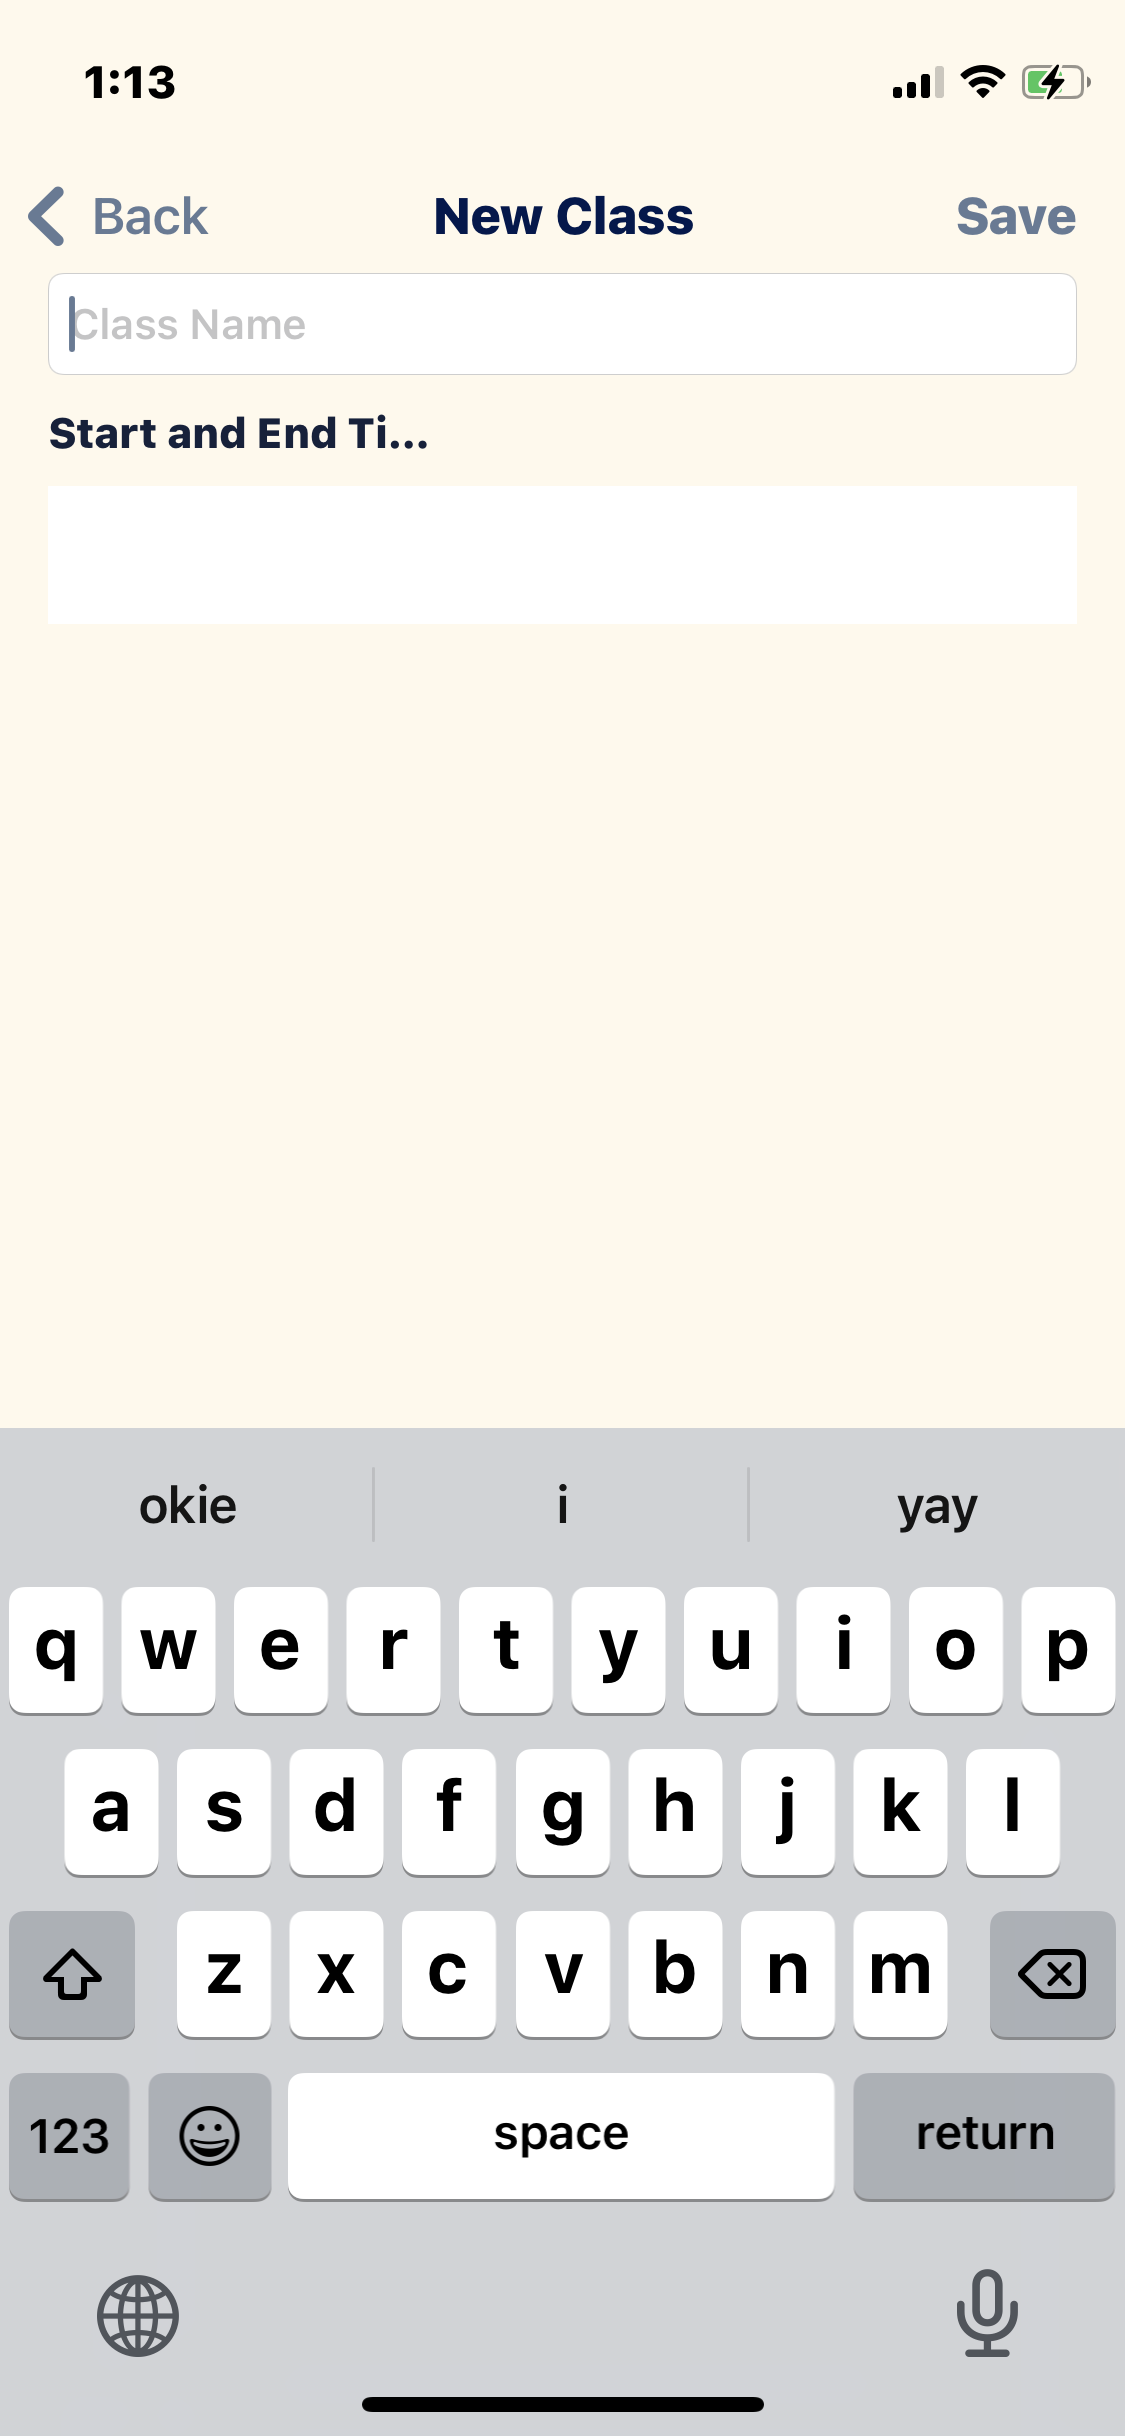 1:13
Back New Class Save
Class Name
Start and End Ti...
okie i yay
q w e r t y u i o p
a s d f g h j k l
z x c v b n m
123 space return